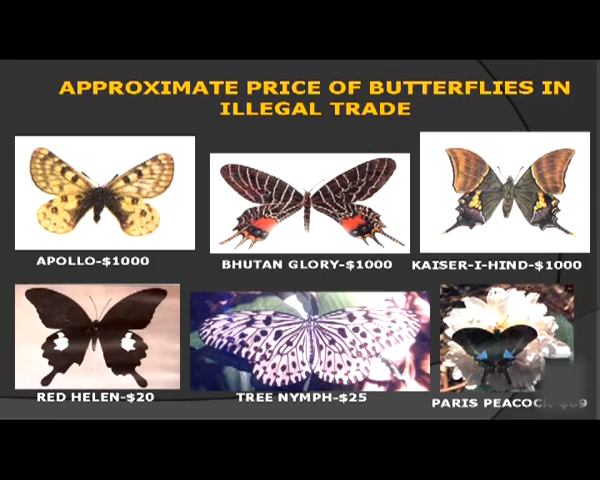 APPROXIMATE PRICE OF BUTTERFLIES IN
ILLEGAL TRADE
APOLLO-$1000
BHUTAN GLORY-$1000
KAISER-I-HIND-$1000
RED HELEN-$20
TREE NYMPH-$25
PARIS PEACOCK